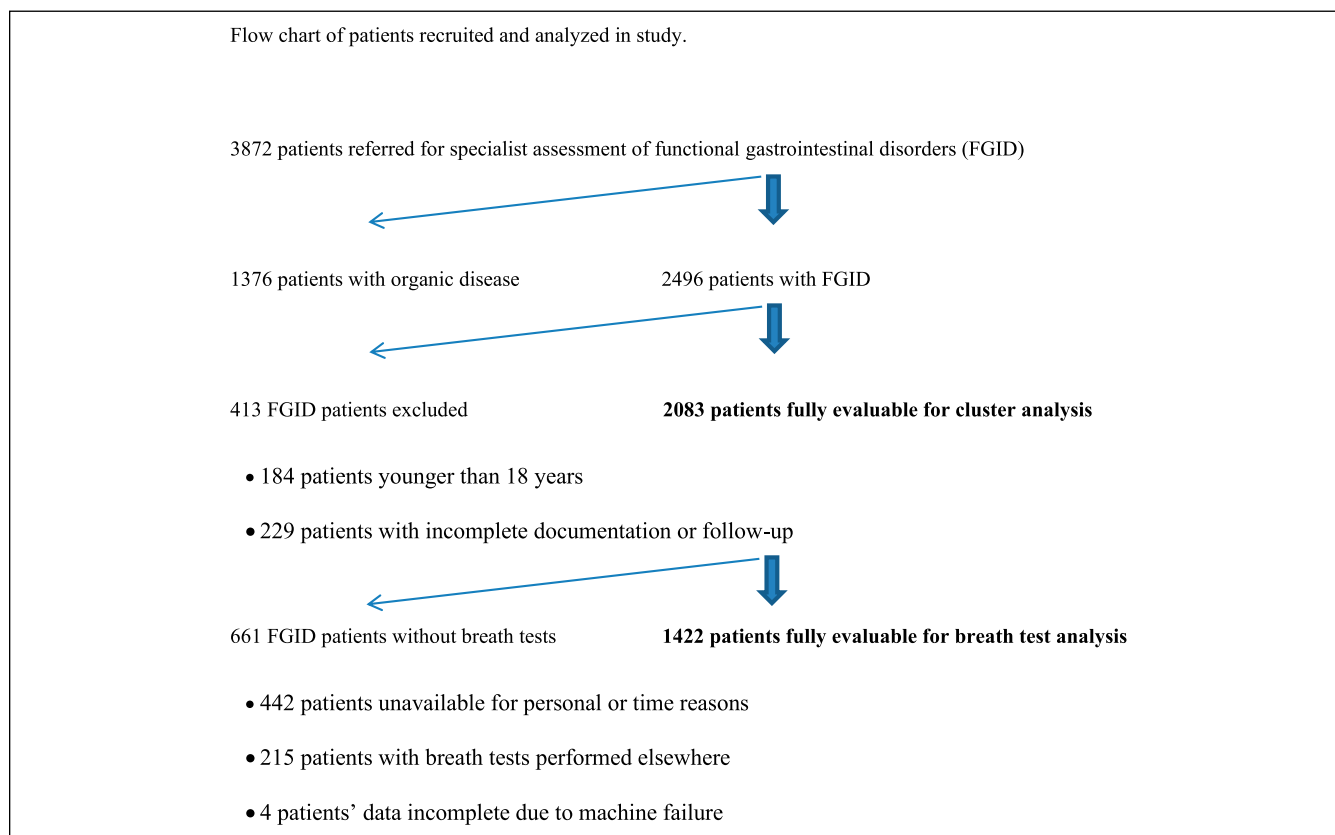 Flow chart of patients recruited and analyzed in study.
3872 patients referred for specialist assessment of functional gastrointestinal disorders (FGID)
1376 patients with organic disease
2496 patients with FGID
413 FGID patients excluded
2083 patients fully evaluable for cluster analysis
• 184 patients younger than 18 years
• 229 patients with incomplete documentation or follow-up
661 FGID patients without breath tests
1422 patients fully evaluable for breath test analysis
• 442 patients unavailable for personal or time reasons
• 215 patients with breath tests performed elsewhere
• 4 patients’ data incomplete due to machine failure